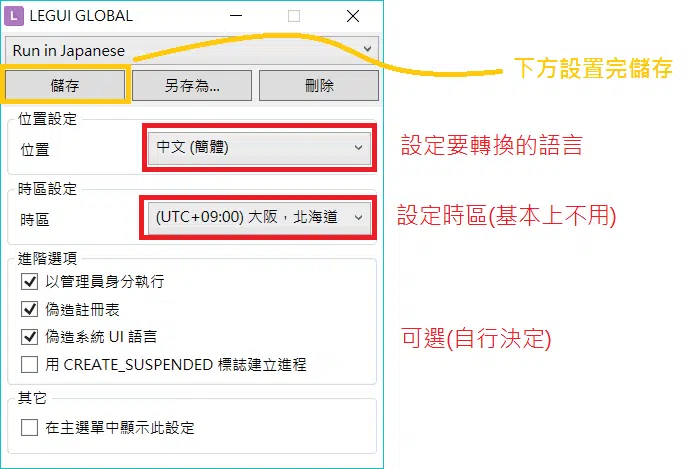 L LEGUI GLOBAL
Run in Japanese
儲存 另存為... 刪除
下方設置完儲存
位置設定
位置 中文 (簡體)
設定要轉換的語言
時區設定
時區 (UTC+09:00) 大阪，北海道
設定時區(基本上不用)
進階選項
以管理員身分執行
偽造註冊表
偽造系統 UI 語言
可選(自行決定)
用 CREATE_SUSPENDED 標誌建立進程
其它
在主選單中顯示此設定